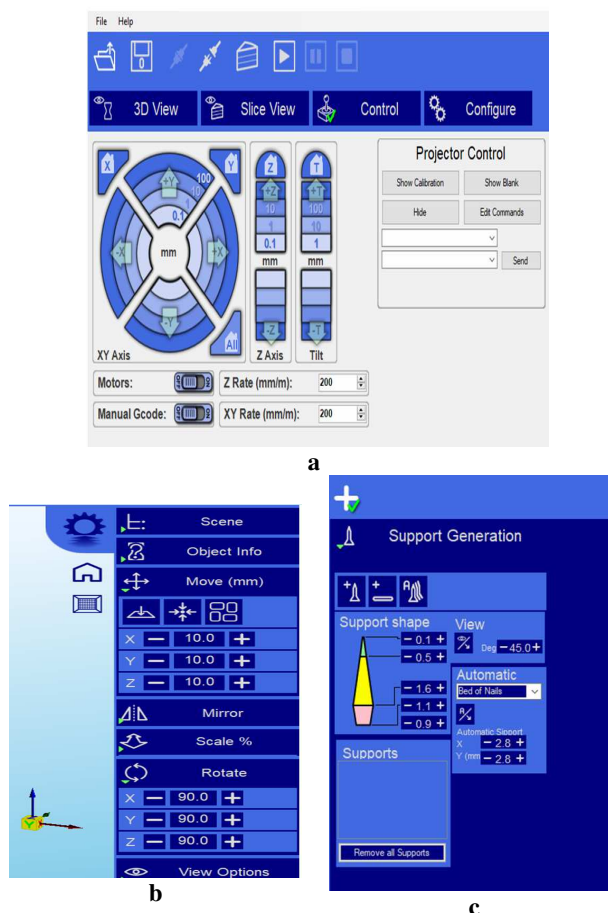 File Help
3D View Slice View Control Configure
X Y
+Y 100
10
1
0.1
-X mm +X
-Y
All
XY Axis
Z
+Z
10
1
0.1
mm
-Z
Z Axis
T
+T
100
10
1
mm
-T
Tilt
Projector Control
Show Calibration Show Blank
Hide Edit Commands
Send
Motors: Z Rate (mm/m): 200
Manual Gcode: XY Rate (mm/m): 200
a
Scene
Object Info
Move (mm)
X 10.0
Y 10.0
Z 10.0
Mirror
Scale %
Rotate
X 90.0
Y 90.0
Z 90.0
View Options
b
Support Generation
Support shape
0.1
0.5
1.6
1.1
0.9
View
Deg 45.0
Automatic
Bed of Nails
Automatic Support
X 2.8
Y (mm 2.8
Supports
Remove all Supports
c